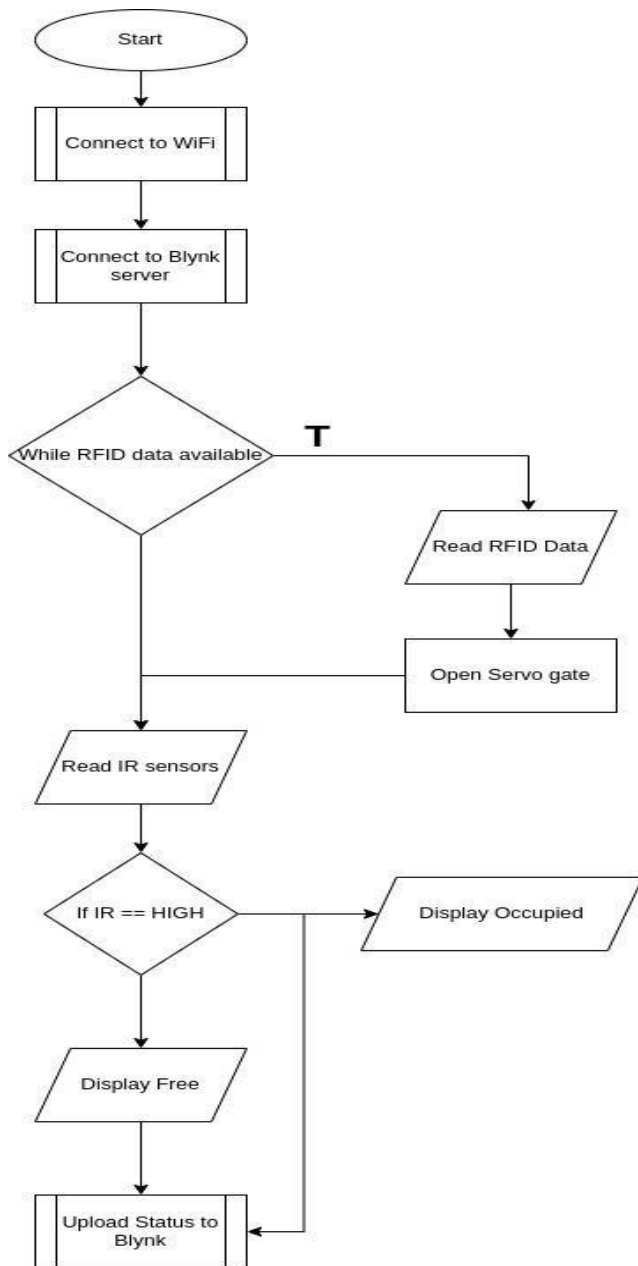 Start
Connect to WiFi
Connect to Blynk
server
While RFID data available
T
Read RFID Data
Open Servo gate
Read IR sensors
If IR == HIGH
Display Occupied
Display Free
Upload Status to
Blynk